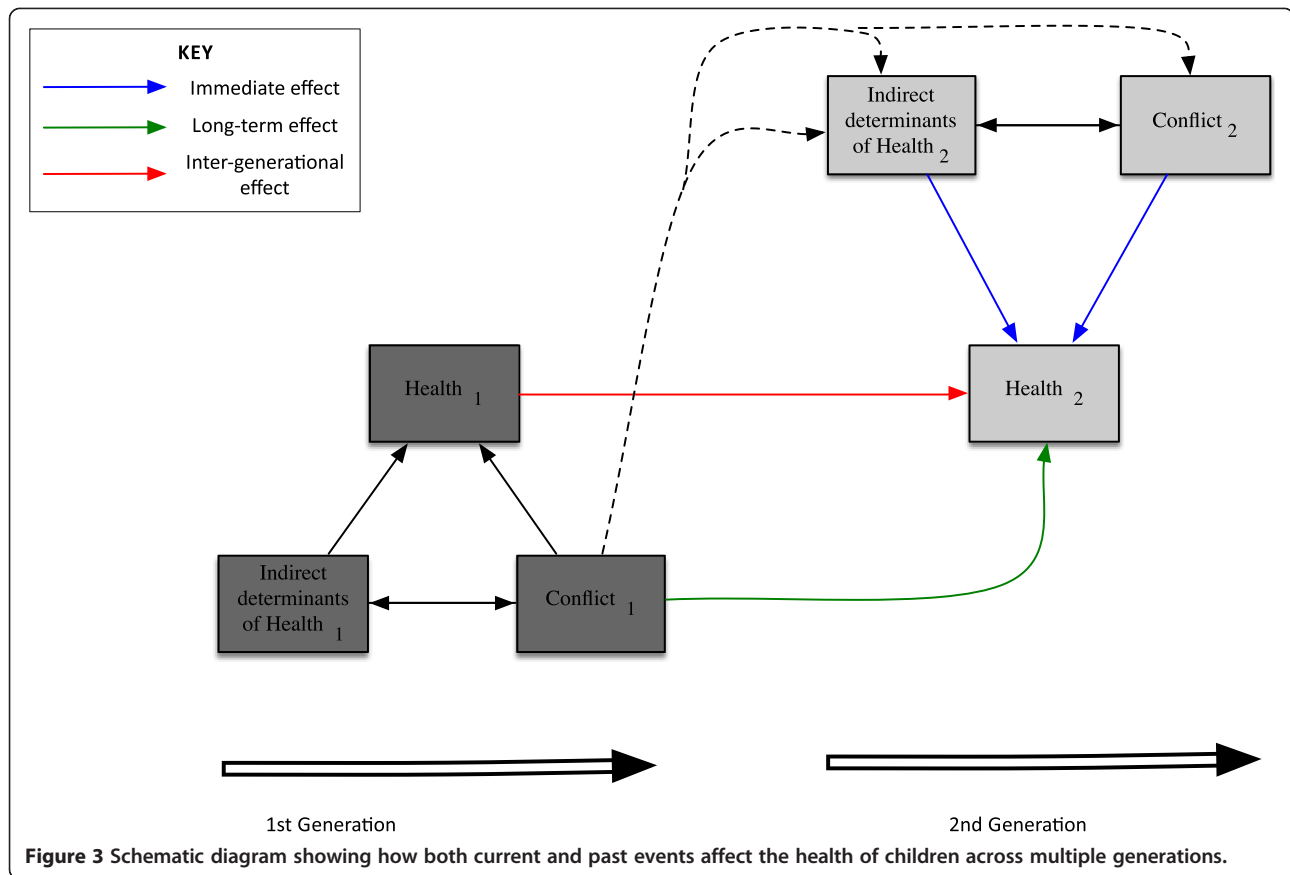 KEY
Immediate effect
Long-term effect
Inter-generational
effect
Indirect
determinants
of Health 2
Conflict 2
Health 1
Health 2
Indirect
determinants
of Health 1
Conflict 1
1st Generation
2nd Generation
Figure 3 Schematic diagram showing how both current and past events affect the health of children across multiple generations.